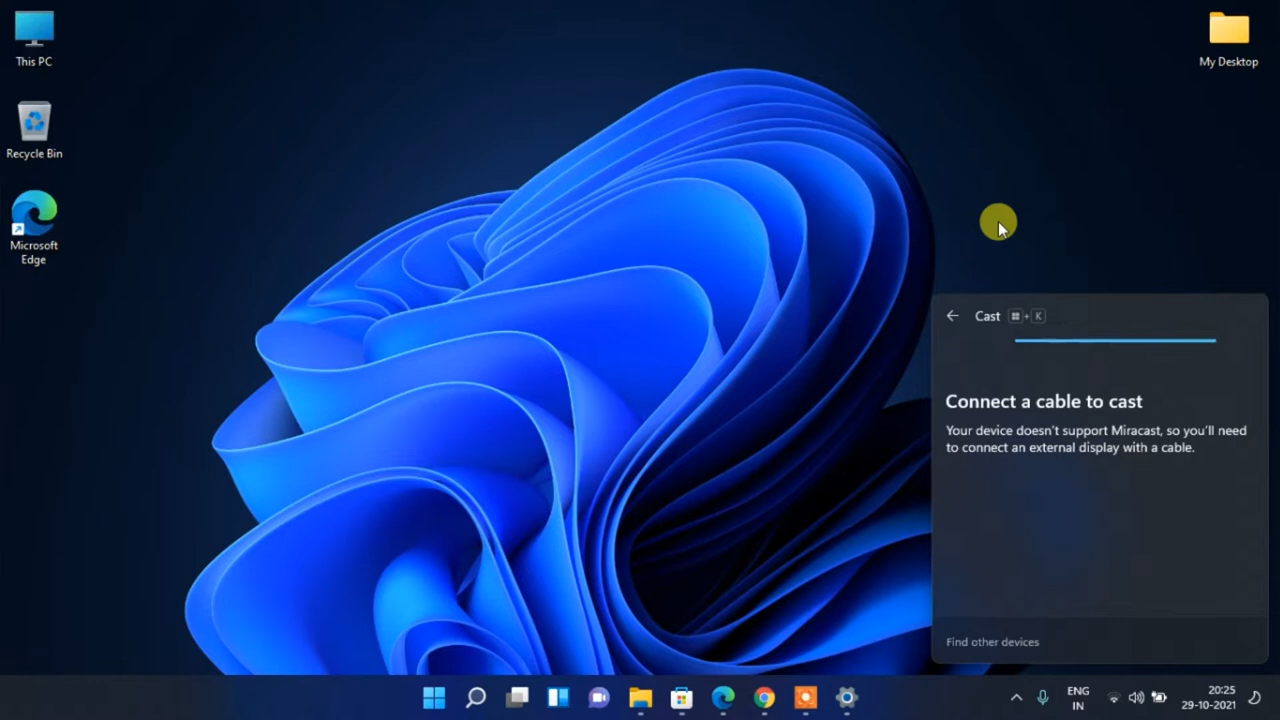 This PC
Recycle Bin
Microsoft
Edge
My Desktop
Cast + K
Connect a cable to cast
Your device doesn't support Miracast, so you'll need
to connect an external display with a cable.
Find other devices
ENG
IN
20:25
29-10-2021